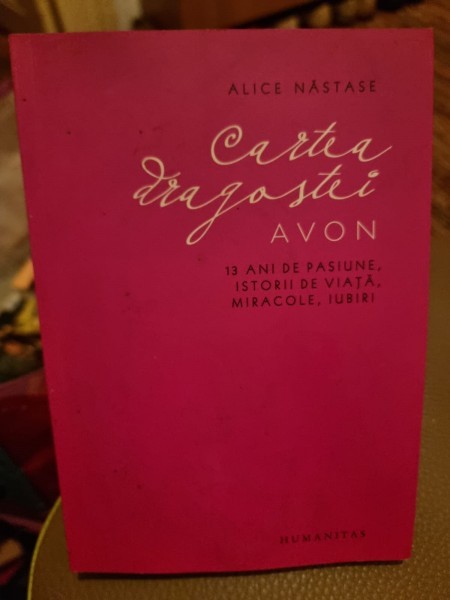 ALICE NĂSTASE
Cartea
dragostei
AVON
13 ANI DE PASIUNE,
ISTORII DE VIAȚĂ,
MIRACOLE, IUBIRI
HUMANITAS